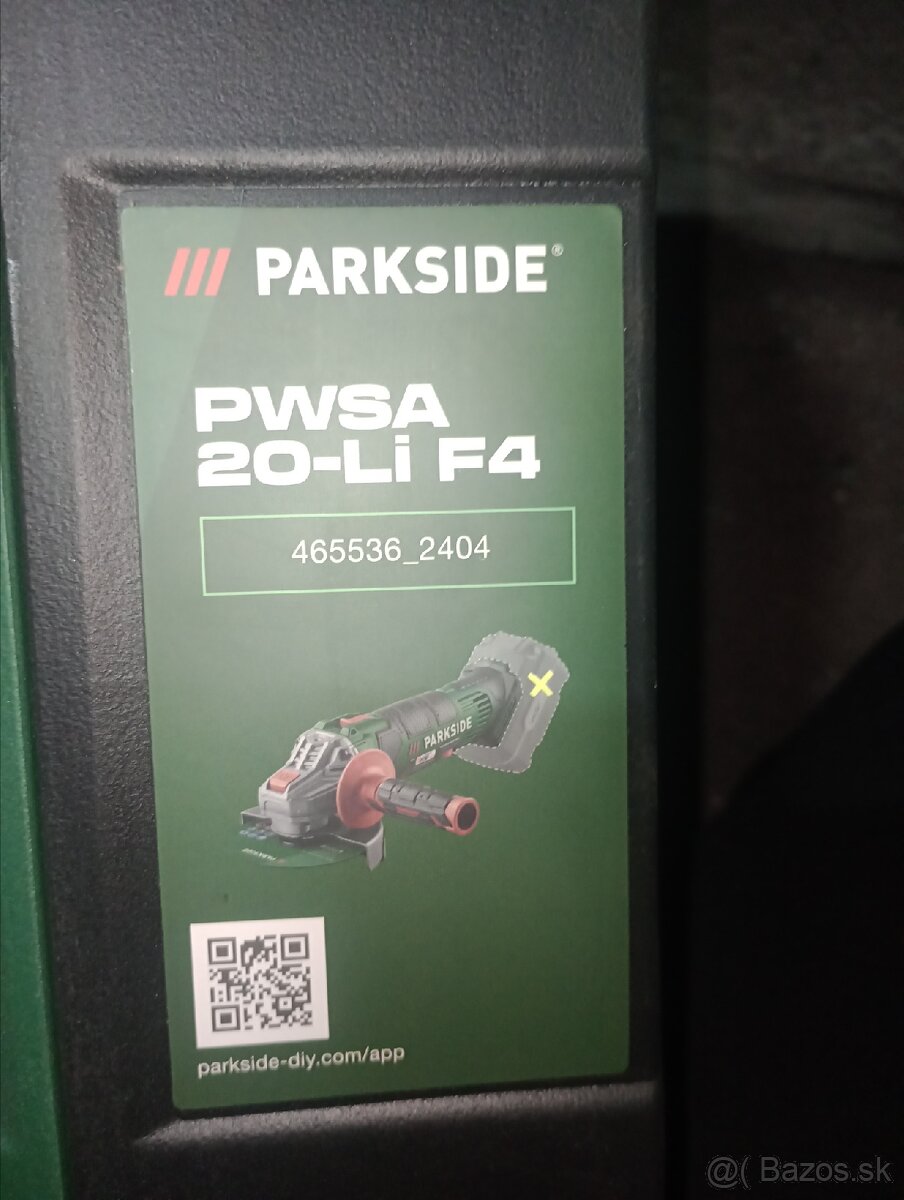 PARKSIDE®
PWSA
20-Li F4
465536_2404
PARKSIDE
parkside-diy.com/app
@( Bazos.sk